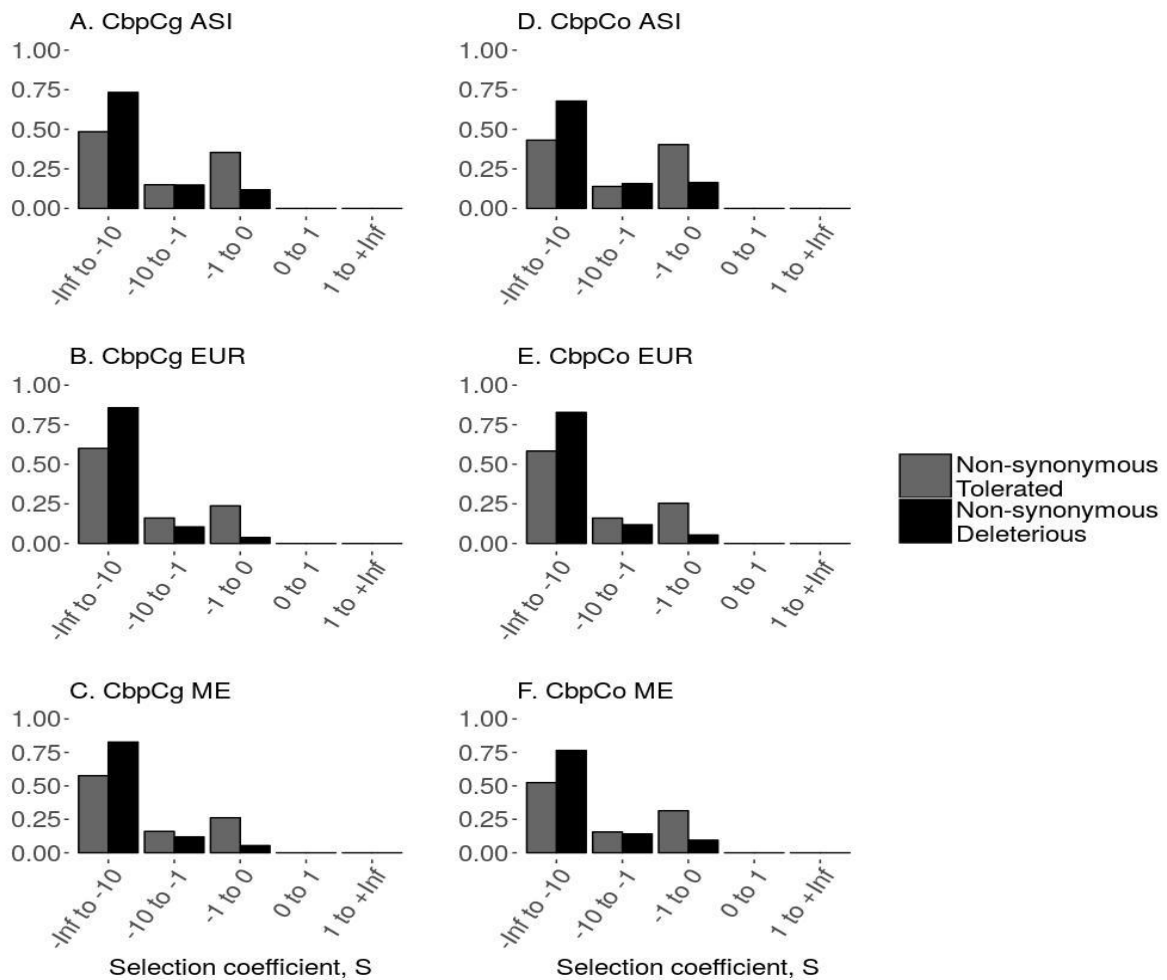 A. CbpCg ASI
1.00
0.75
0.50
0.25
0.00
-Inf to -10
-10 to -1
-1 to 0
0 to 1
1 to +Inf
D. CbpCo ASI
1.00
0.75
0.50
0.25
0.00
-Inf to -10
-10 to -1
-1 to 0
0 to 1
1 to +Inf
B. CbpCg EUR
1.00
0.75
0.50
0.25
0.00
-Inf to -10
-10 to -1
-1 to 0
0 to 1
1 to +Inf
E. CbpCo EUR
1.00
0.75
0.50
0.25
0.00
-Inf to -10
-10 to -1
-1 to 0
0 to 1
1 to +Inf
Non-synonymous
Tolerated
Non-synonymous
Deleterious
C. CbpCg ME
1.00
0.75
0.50
0.25
0.00
-Inf to -10
-10 to -1
-1 to 0
0 to 1
1 to +Inf
Selection coefficient, S
F. CbpCo ME
1.00
0.75
0.50
0.25
0.00
-Inf to -10
-10 to -1
-1 to 0
0 to 1
1 to +Inf
Selection coefficient, S